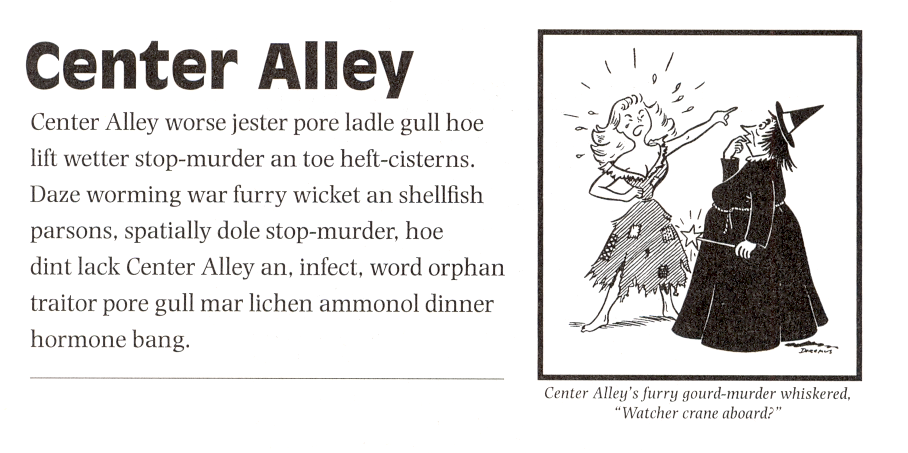 Center Alley
Center Alley worse jester pore ladle gull hoe
lift wetter stop-murder an toe heft-cisterns.
Daze worming war furry wicket an shellfish
parsons, spatially dole stop-murder, hoe
dint lack Center Alley an, infect, word orphan
traitor pore gull mar lichen ammonol dinner
hormone bang.
Center Alley’s furry gourd-murder whiskered,
“Watcher crane aboard?”